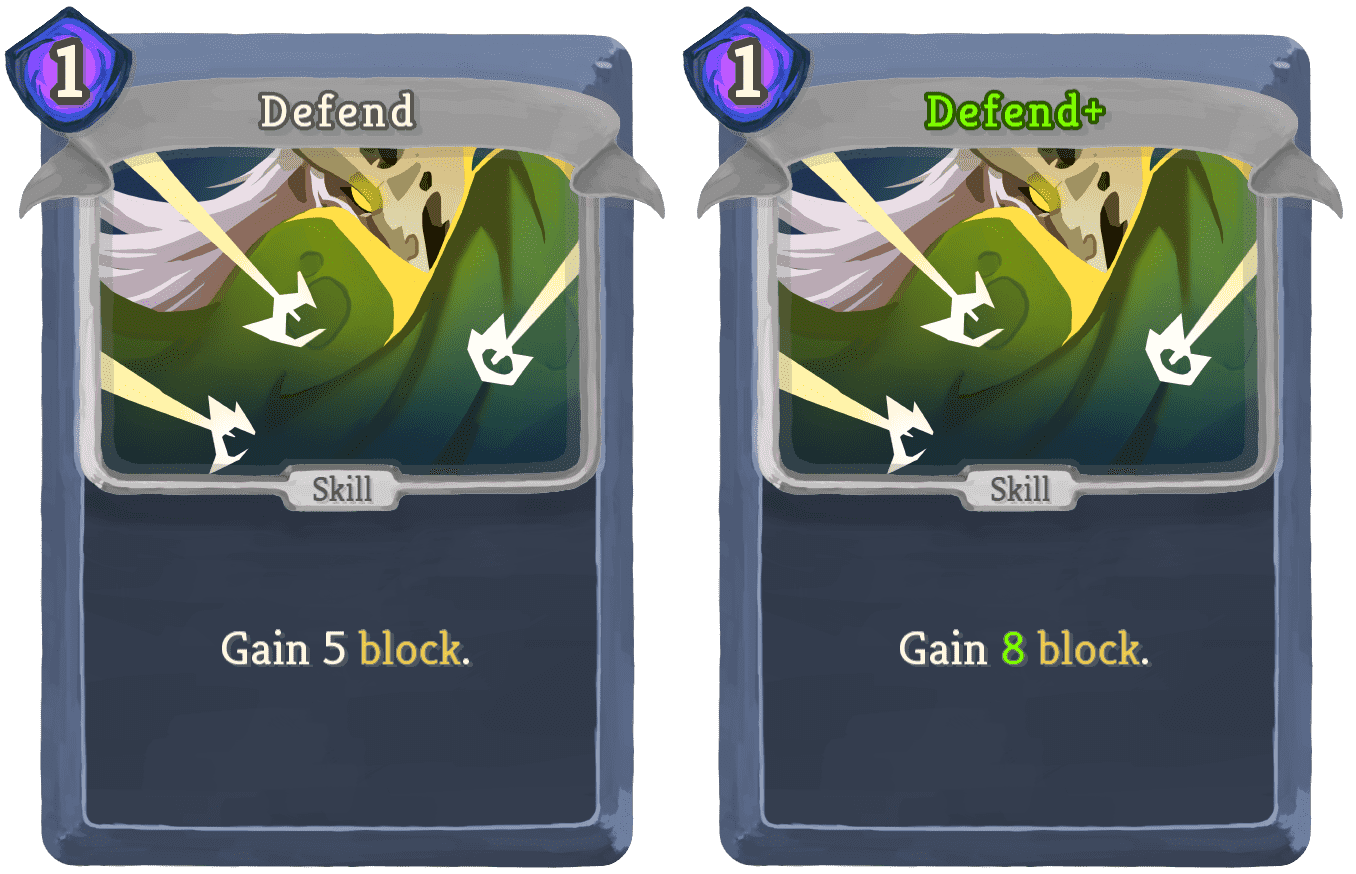 1
Defend
Skill
Gain 5 block.
1
Defend+
Skill
Gain 8 block.